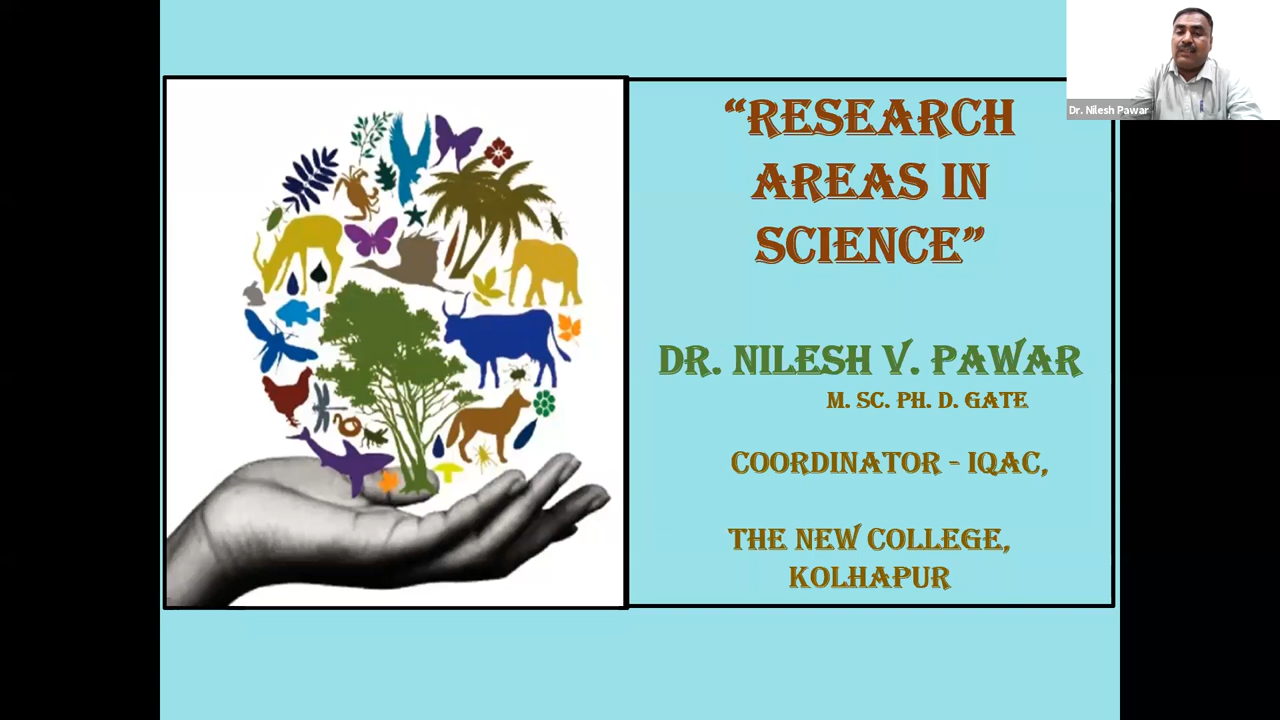 “RESEARCH
AREAS IN
SCIENCE”
DR. NILESH V. PAWAR
M. SC. PH. D. GATE
COORDINATOR - IQAC,
THE NEW COLLEGE,
KOLHAPUR
Dr. Nilesh Pawar